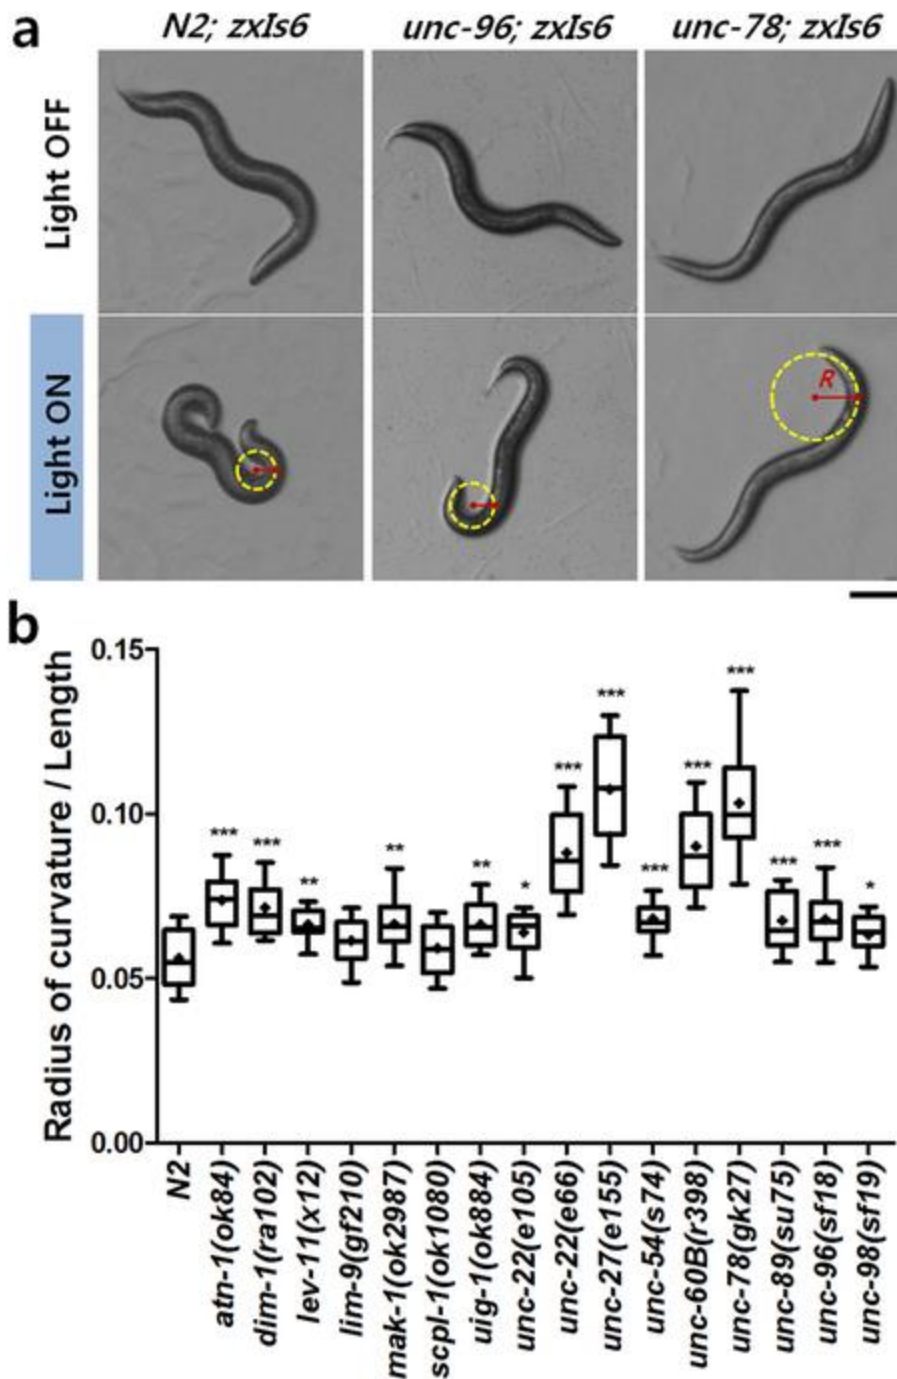 a
N2; zxIs6
unc-96; zxIs6
unc-78; zxIs6
Light OFF
Light ON
R
b
Radius of curvature / Length
0.15
0.10
0.05
0.00
***
***
**
**
**
*
***
***
***
***
***
***
***
*
N2
atn-1(ok84)
dim-1(ra102)
lev-11(x12)
lim-9(gf210)
mak-1(ok2987)
scpl-1(ok1080)
uig-1(ok884)
unc-22(e105)
unc-22(e66)
unc-27(e155)
unc-54(s74)
unc-60B(r398)
unc-78(gk27)
unc-89(su75)
unc-96(sf18)
unc-98(sf19)